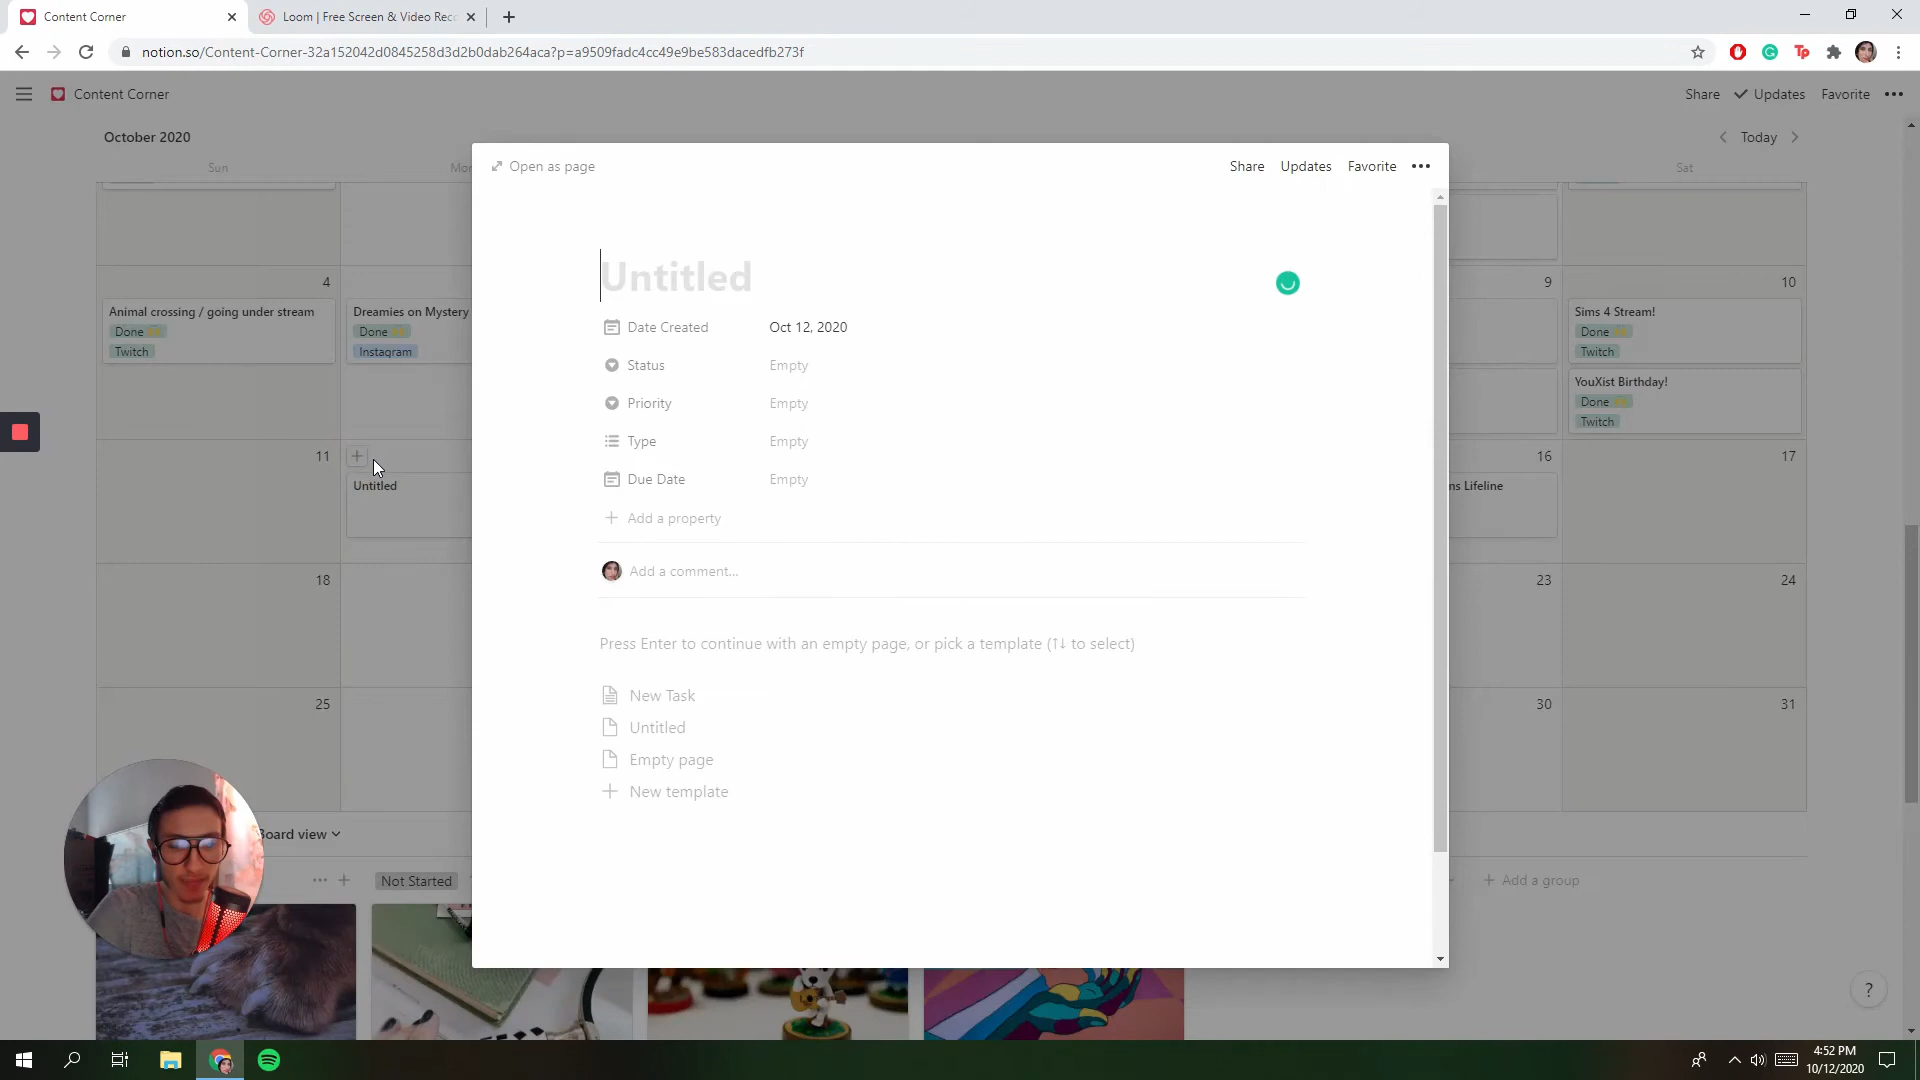 Content Corner
Loom | Free Screen & Video Rec
notion.so/Content-Corner-32a152042d0845258d3d2b0dab264aca?p=a9509fadc4cc49e9be583dacedfb273f
Content Corner
Share
Updates
Favorite
October 2020
Today
Sun
Sat
Open as page
Share
Updates
Favorite
Untitled
Date Created
Oct 12, 2020
Status
Empty
Priority
Empty
Type
Empty
Due Date
Empty
Add a property
Add a comment...
Press Enter to continue with an empty page, or pick a template (↑↓ to select)
New Task
Untitled
Empty page
New template
4
Animal crossing / going under stream
Done
Twitch
Dreamies on Mystery
Done
Instagram
9
10
Sims 4 Stream!
Done
Twitch
YouXist Birthday!
Done
Twitch
11
Untitled
16
ns Lifeline
17
18
23
24
25
30
31
Board view
Not Started
Add a group
?
4:52 PM
10/12/2020